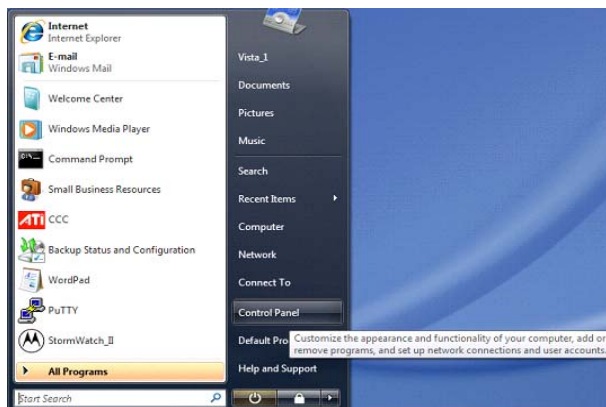 Internet
Internet Explorer
E-mail
Windows Mail
Welcome Center
Windows Media Player
Command Prompt
Small Business Resources
ATI CCC
Backup Status and Configuration
WordPad
PuTTY
StormWatch_II
All Programs
Start Search
Vista_1
Documents
Pictures
Music
Search
Recent Items
Computer
Network
Connect To
Control Panel
Default Pro
Customize the appearance and functionality of your computer, add or
remove programs, and set up network connections and user accounts.
Help and Support